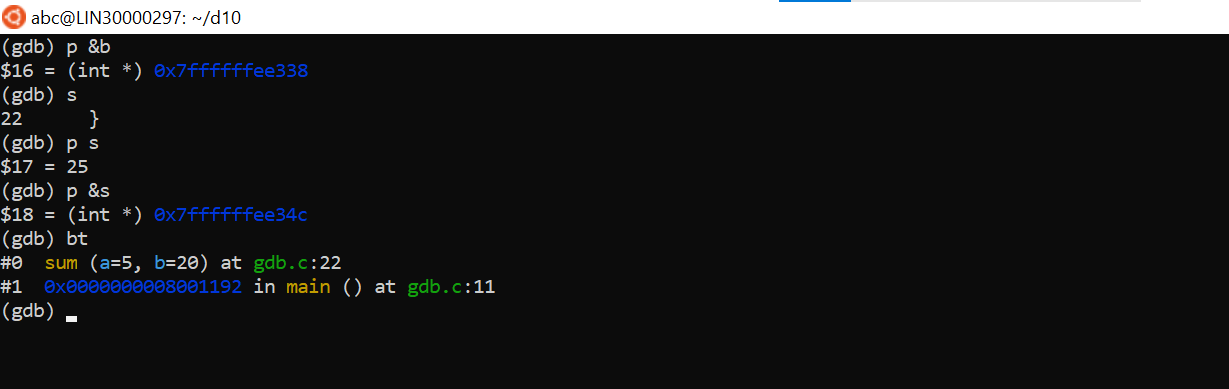 abc@LIN30000297: ~/d10
(gdb) p &b
$16 = (int *) 0x7ffffffee338
(gdb) s
22      }
(gdb) p s
$17 = 25
(gdb) p &s
$18 = (int *) 0x7ffffffee34c
(gdb) bt
#0  sum (a=5, b=20) at gdb.c:22
#1  0x0000000008001192 in main () at gdb.c:11
(gdb)